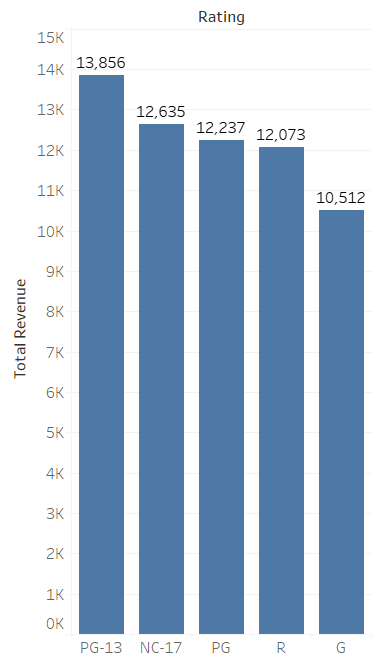 Rating
15K
14K
13K
12K
11K
10K
9K
8K
7K
6K
5K
4K
3K
2K
1K
0K
Total Revenue
13,856
12,635
12,237
12,073
10,512
PG-13 NC-17 PG R G